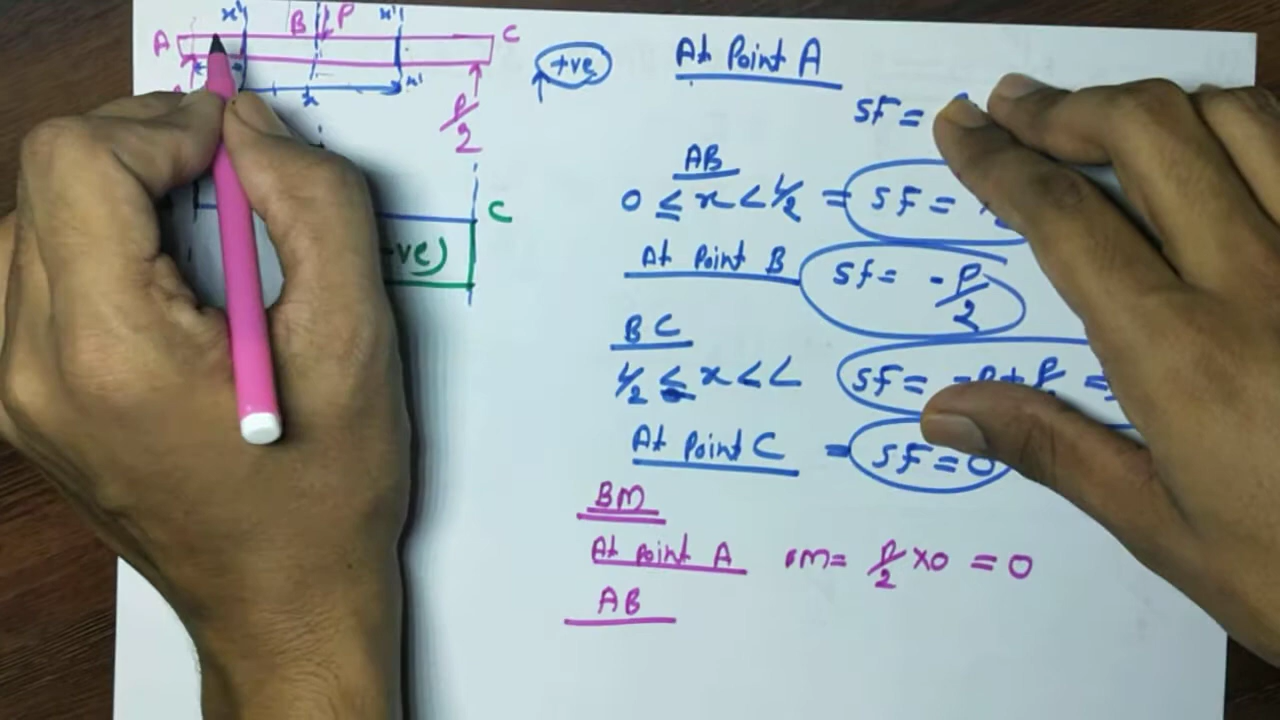 x' B P x'
A C
x x'
P/2
+ve
At Point A
SF =
AB
0 ≤ x < L/2 = SF =
At Point B SF = -P/2
BC
L/2 ≤ x < L SF = -P + P/2 =
At Point C = SF = 0
C
-ve)
BM
At Point A BM = P/2 × 0 = 0
AB